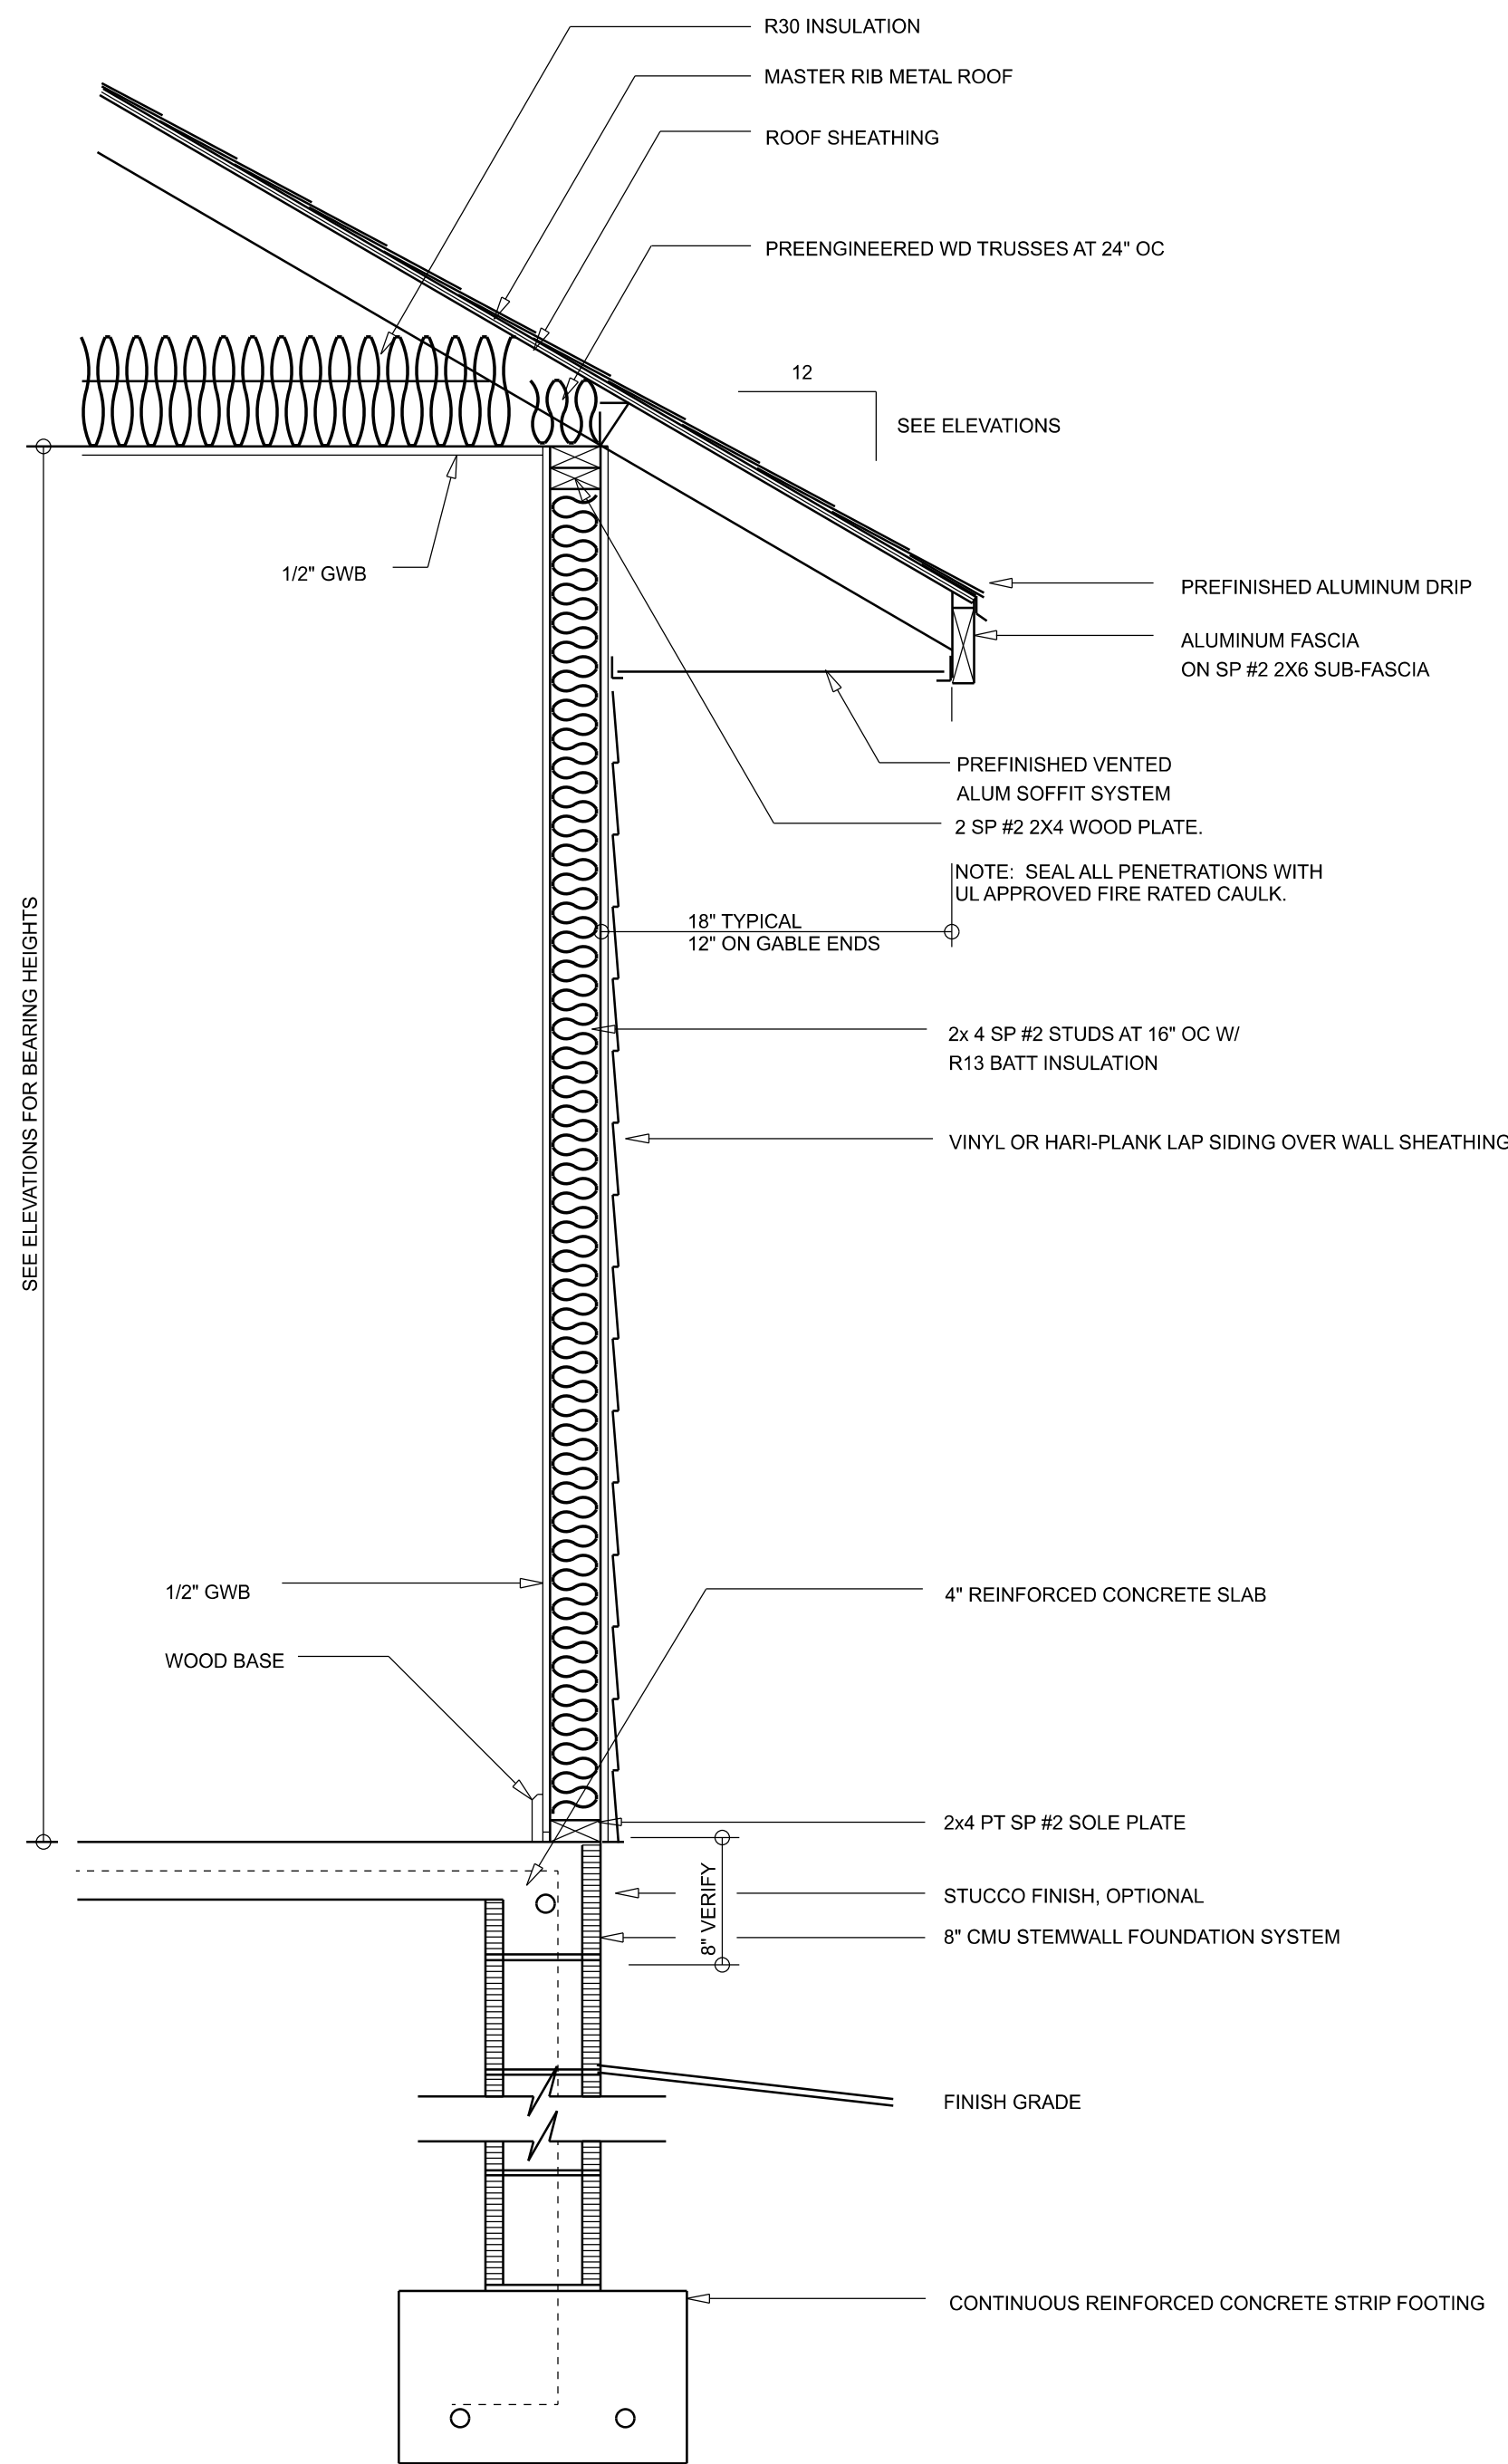 R30 INSULATION
MASTER RIB METAL ROOF
ROOF SHEATHING
PREENGINEERED WD TRUSSES AT 24" OC
12
SEE ELEVATIONS
1/2" GWB
PREFINISHED ALUMINUM DRIP
ALUMINUM FASCIA
ON SP #2 2X6 SUB-FASCIA
PREFINISHED VENTED
ALUM SOFFIT SYSTEM
2 SP #2 2X4 WOOD PLATE.
NOTE: SEAL ALL PENETRATIONS WITH
UL APPROVED FIRE RATED CAULK.
18" TYPICAL
12" ON GABLE ENDS
SEE ELEVATIONS FOR BEARING HEIGHTS
2x 4 SP #2 STUDS AT 16" OC W/
R13 BATT INSULATION
VINYL OR HARI-PLANK LAP SIDING OVER WALL SHEATHING
1/2" GWB
4" REINFORCED CONCRETE SLAB
WOOD BASE
2x4 PT SP #2 SOLE PLATE
8" VERIFY
STUCCO FINISH, OPTIONAL
8" CMU STEMWALL FOUNDATION SYSTEM
FINISH GRADE
CONTINUOUS REINFORCED CONCRETE STRIP FOOTING